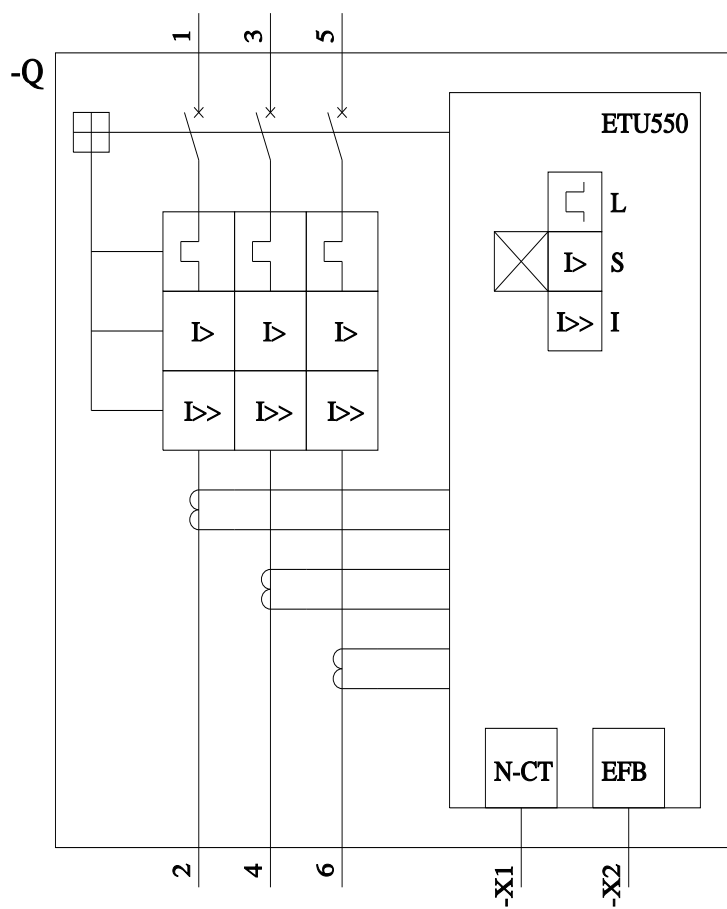 1 3 5
-Q
ETU550
L
I> S
I>> I
I> I> I>
I>> I>> I>>
N-CT EFB
2 4 6 -X1 -X2